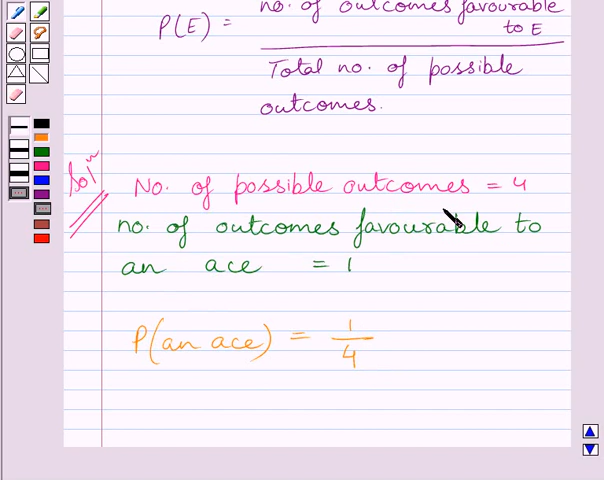 no. of outcomes favourable
P(E) = to E
Total no. of possible
outcomes.
Solⁿ
No. of possible outcomes = 4
no. of outcomes favourable to
an ace = 1
P(an ace) = 1
4